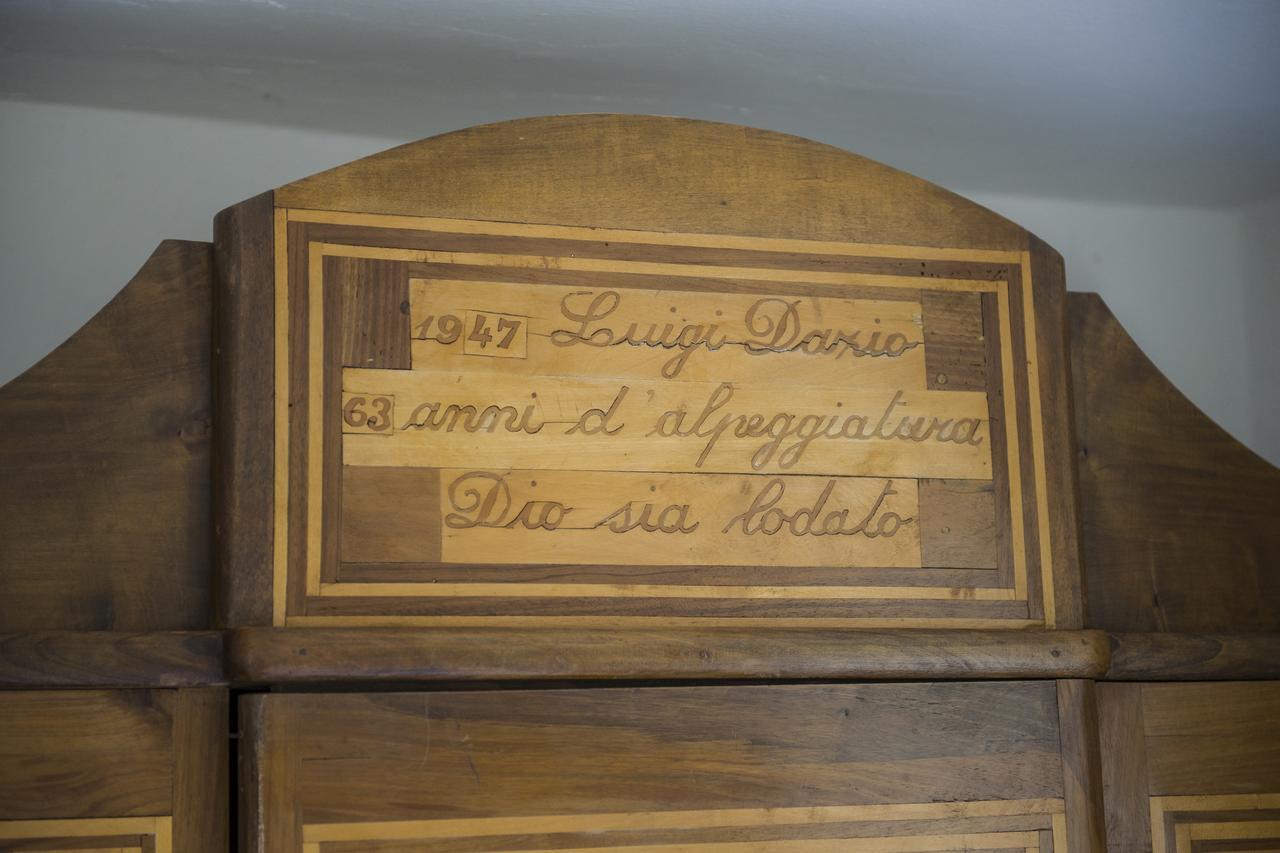 1947 Luigi Dazio
63 anni d'alpeggiatura
Dio sia lodato